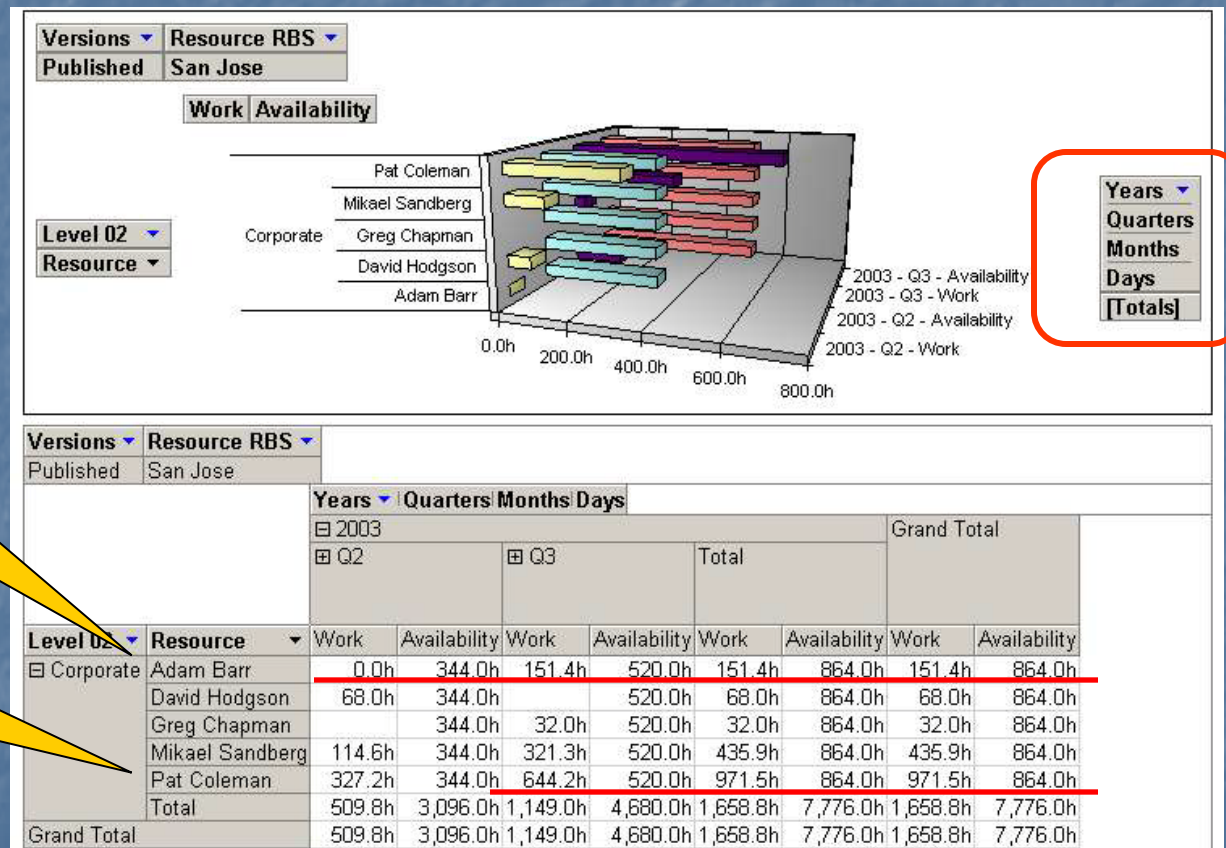 Versions Resource RBS
Published San Jose
Work Availability
Pat Coleman
Mikael Sandberg
Corporate Greg Chapman
David Hodgson
Adam Barr
Level 02
Resource
0.0h 200.0h 400.0h 600.0h 800.0h
2003 - Q3 - Availability
2003 - Q3 - Work
2003 - Q2 - Availability
2003 - Q2 - Work
Years
Quarters
Months
Days
[Totals]
Versions Resource RBS
Published San Jose
Years Quarters Months Days
2003 Grand Total
Q2 Q3 Total
Level 02 Resource Work Availability Work Availability Work Availability Work Availability
Corporate Adam Barr 0.0h 344.0h 151.4h 520.0h 151.4h 864.0h 151.4h 864.0h
David Hodgson 68.0h 344.0h 520.0h 68.0h 864.0h 68.0h 864.0h
Greg Chapman 344.0h 32.0h 520.0h 32.0h 864.0h 32.0h 864.0h
Mikael Sandberg 114.6h 344.0h 321.3h 520.0h 435.9h 864.0h 435.9h 864.0h
Pat Coleman 327.2h 344.0h 644.2h 520.0h 971.5h 864.0h 971.5h 864.0h
Total 509.8h 3,096.0h 1,149.0h 4,680.0h 1,658.8h 7,776.0h 1,658.8h 7,776.0h
Grand Total 509.8h 3,096.0h 1,149.0h 4,680.0h 1,658.8h 7,776.0h 1,658.8h 7,776.0h